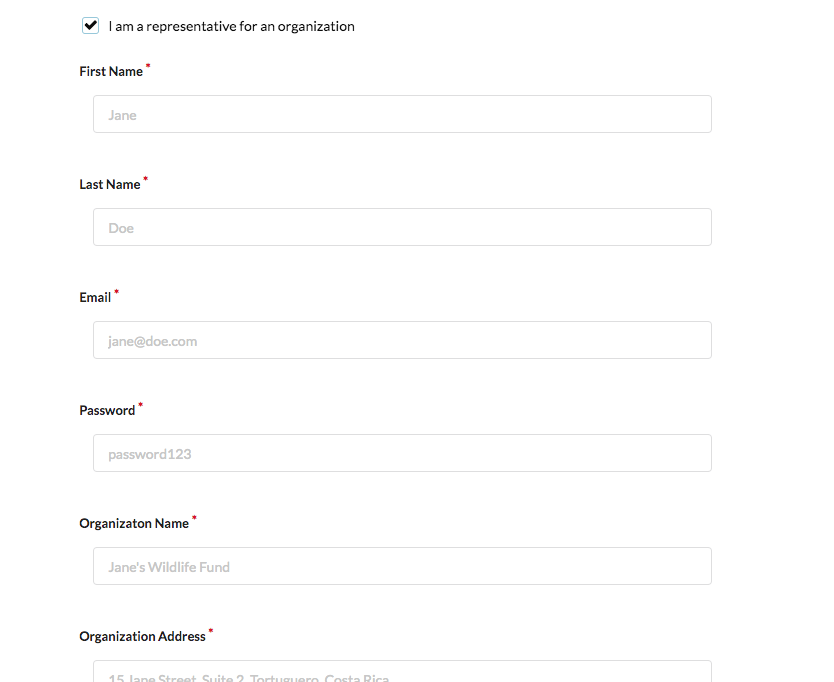 I am a representative for an organization
First Name *
Jane
Last Name *
Doe
Email *
jane@doe.com
Password *
password123
Organizaton Name *
Jane's Wildlife Fund
Organization Address *
15 Jane Street, Suite 2, Tortuguero, Costa Rica